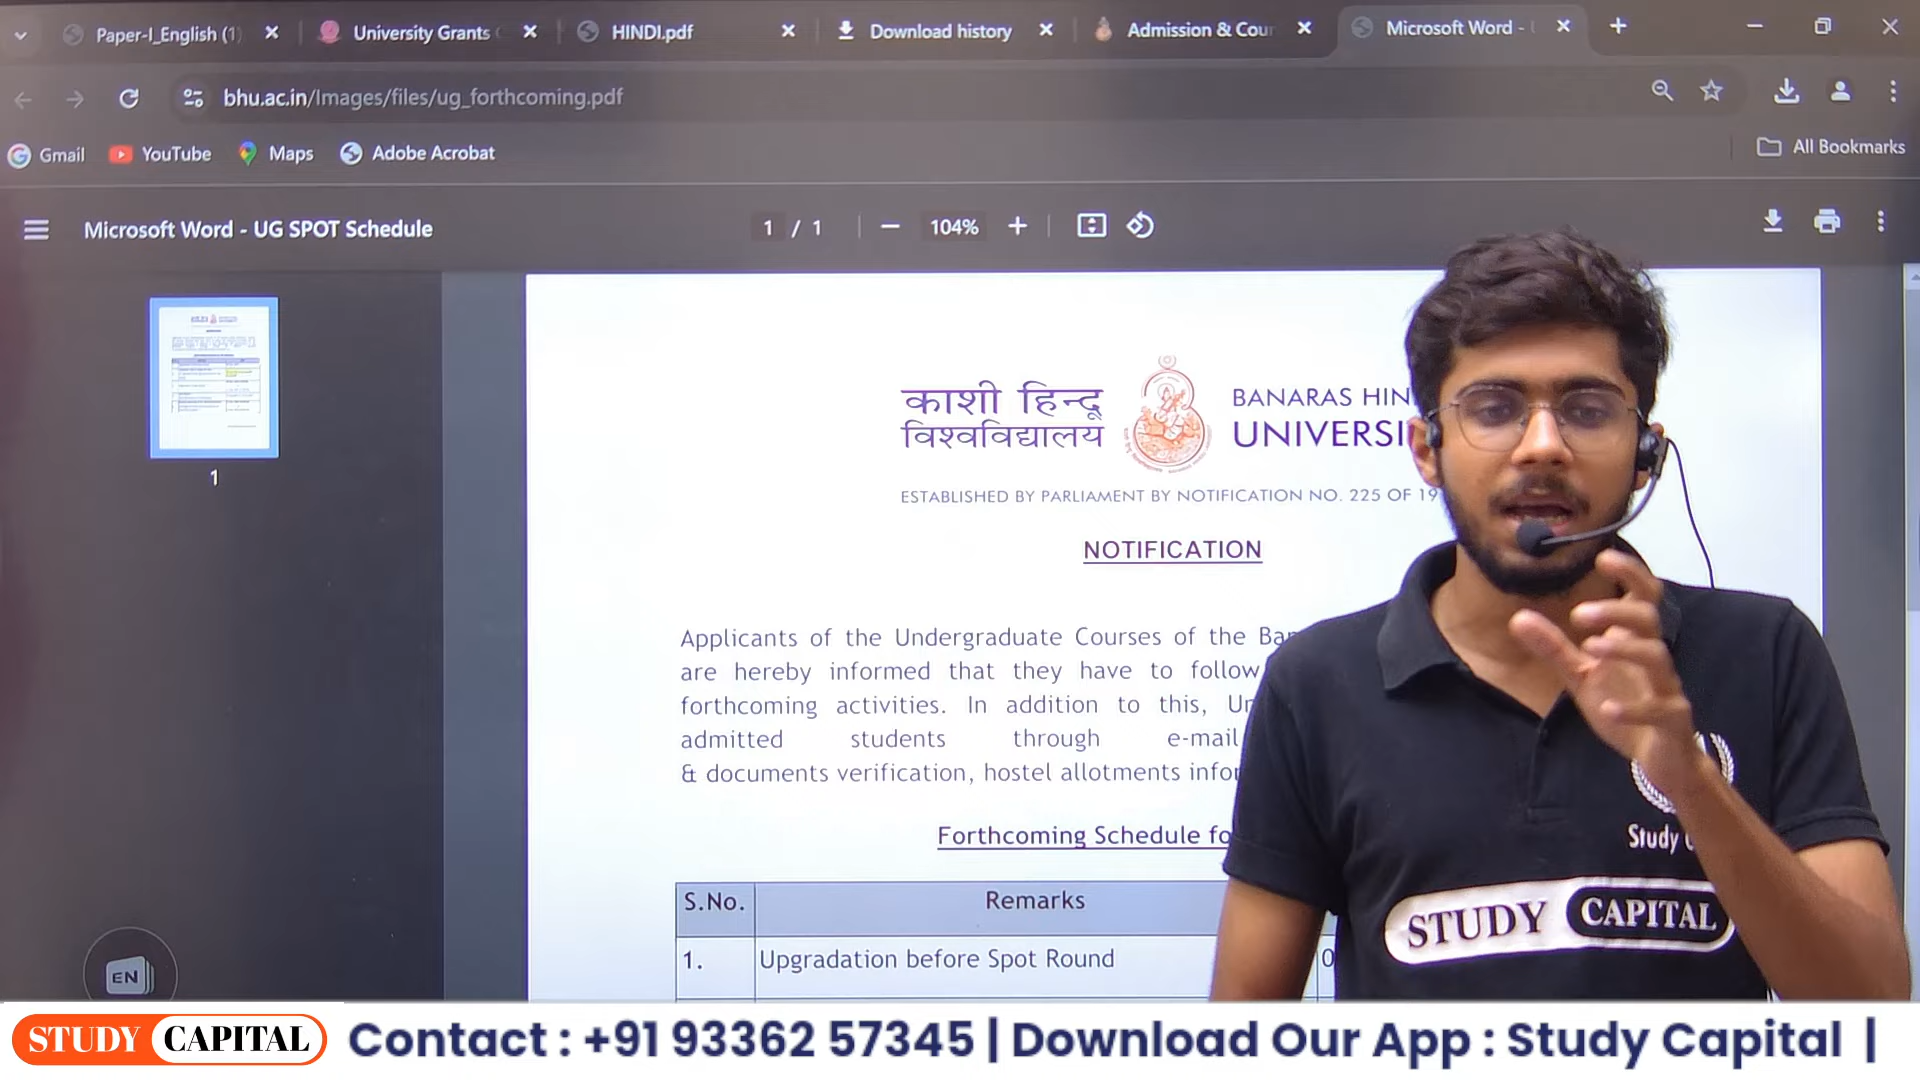 Paper-I_English (1)
University Grants
HINDI.pdf
Download history
Admission & Cour
Microsoft Word -
bhu.ac.in/Images/files/ug_forthcoming.pdf
Gmail
YouTube
Maps
Adobe Acrobat
All Bookmarks
Microsoft Word - UG SPOT Schedule
1 / 1
104%
1
काशी हिन्दू
विश्वविद्यालय
BANARAS HIN
UNIVERSI
ESTABLISHED BY PARLIAMENT BY NOTIFICATION NO. 225 OF 19
NOTIFICATION
Applicants of the Undergraduate Courses of the Ban
are hereby informed that they have to follow
forthcoming activities. In addition to this, Un
admitted students through e-mail
& documents verification, hostel allotments infor
Forthcoming Schedule fo
S.No. Remarks
1. Upgradation before Spot Round 0
EN
Study C
STUDY CAPITAL
STUDY CAPITAL Contact : +91 93362 57345 | Download Our App : Study Capital |